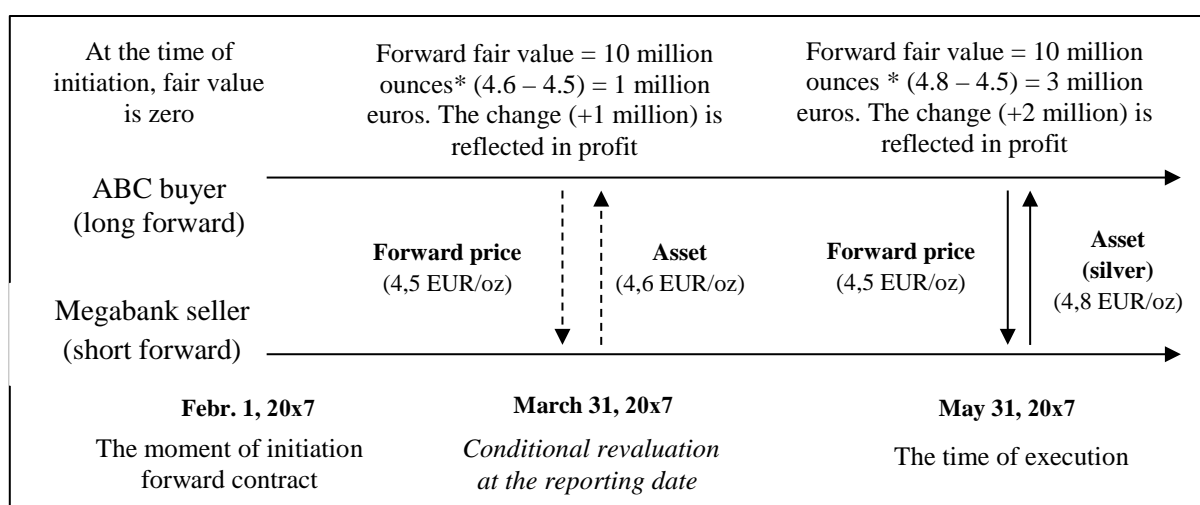 At the time of
initiation, fair value
is zero
Forward fair value = 10 million
ounces* (4.6 – 4.5) = 1 million
euros. The change (+1 million) is
reflected in profit
Forward fair value = 10 million
ounces * (4.8 – 4.5) = 3 million
euros. The change (+2 million) is
reflected in profit
ABC buyer
(long forward)
Forward price
(4,5 EUR/oz)
Asset
(4,6 EUR/oz)
Forward price
(4,5 EUR/oz)
Asset
(silver)
(4,8 EUR/oz)
Megabank seller
(short forward)
Febr. 1, 20x7
The moment of initiation
forward contract
March 31, 20x7
Conditional revaluation
at the reporting date
May 31, 20x7
The time of execution